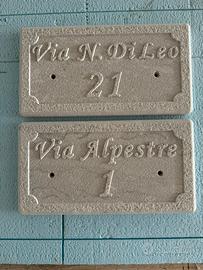 Via N. Di Leo
21
Via Alpestre
1